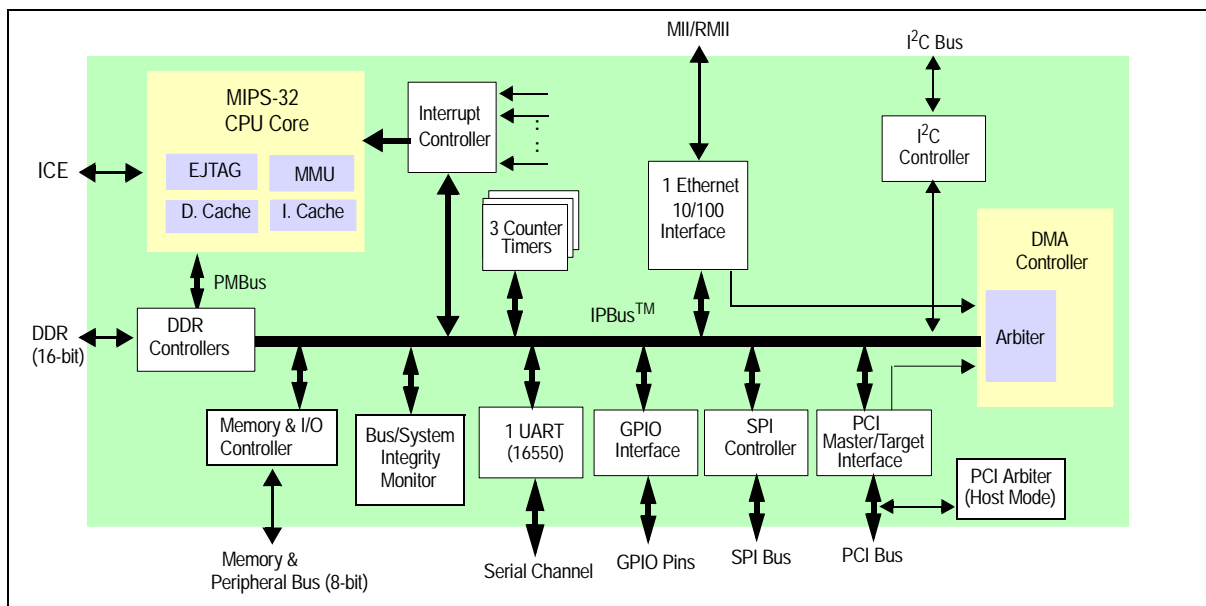 MII/RMII
I²C Bus
MIPS-32
CPU Core
EJTAG
MMU
D. Cache
I. Cache
Interrupt
Controller
I²C
Controller
ICE
1 Ethernet
10/100
Interface
3 Counter
Timers
DMA
Controller
Arbiter
PMBus
IPBus™
DDR
(16-bit)
DDR
Controllers
Memory & I/O
Controller
Bus/System
Integrity
Monitor
1 UART
(16550)
GPIO
Interface
SPI
Controller
PCI
Master/Target
Interface
PCI Arbiter
(Host Mode)
Memory &
Peripheral Bus (8-bit)
Serial Channel
GPIO Pins
SPI Bus
PCI Bus